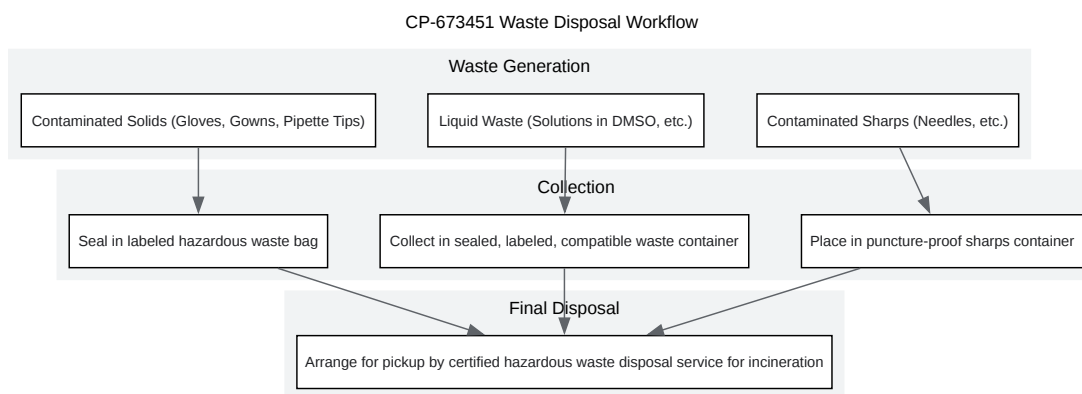 CP-673451 Waste Disposal Workflow
Waste Generation
Contaminated Solids (Gloves, Gowns, Pipette Tips)
Liquid Waste (Solutions in DMSO, etc.)
Contaminated Sharps (Needles, etc.)
Collection
Seal in labeled hazardous waste bag
Collect in sealed, labeled, compatible waste container
Place in puncture-proof sharps container
Final Disposal
Arrange for pickup by certified hazardous waste disposal service for incineration